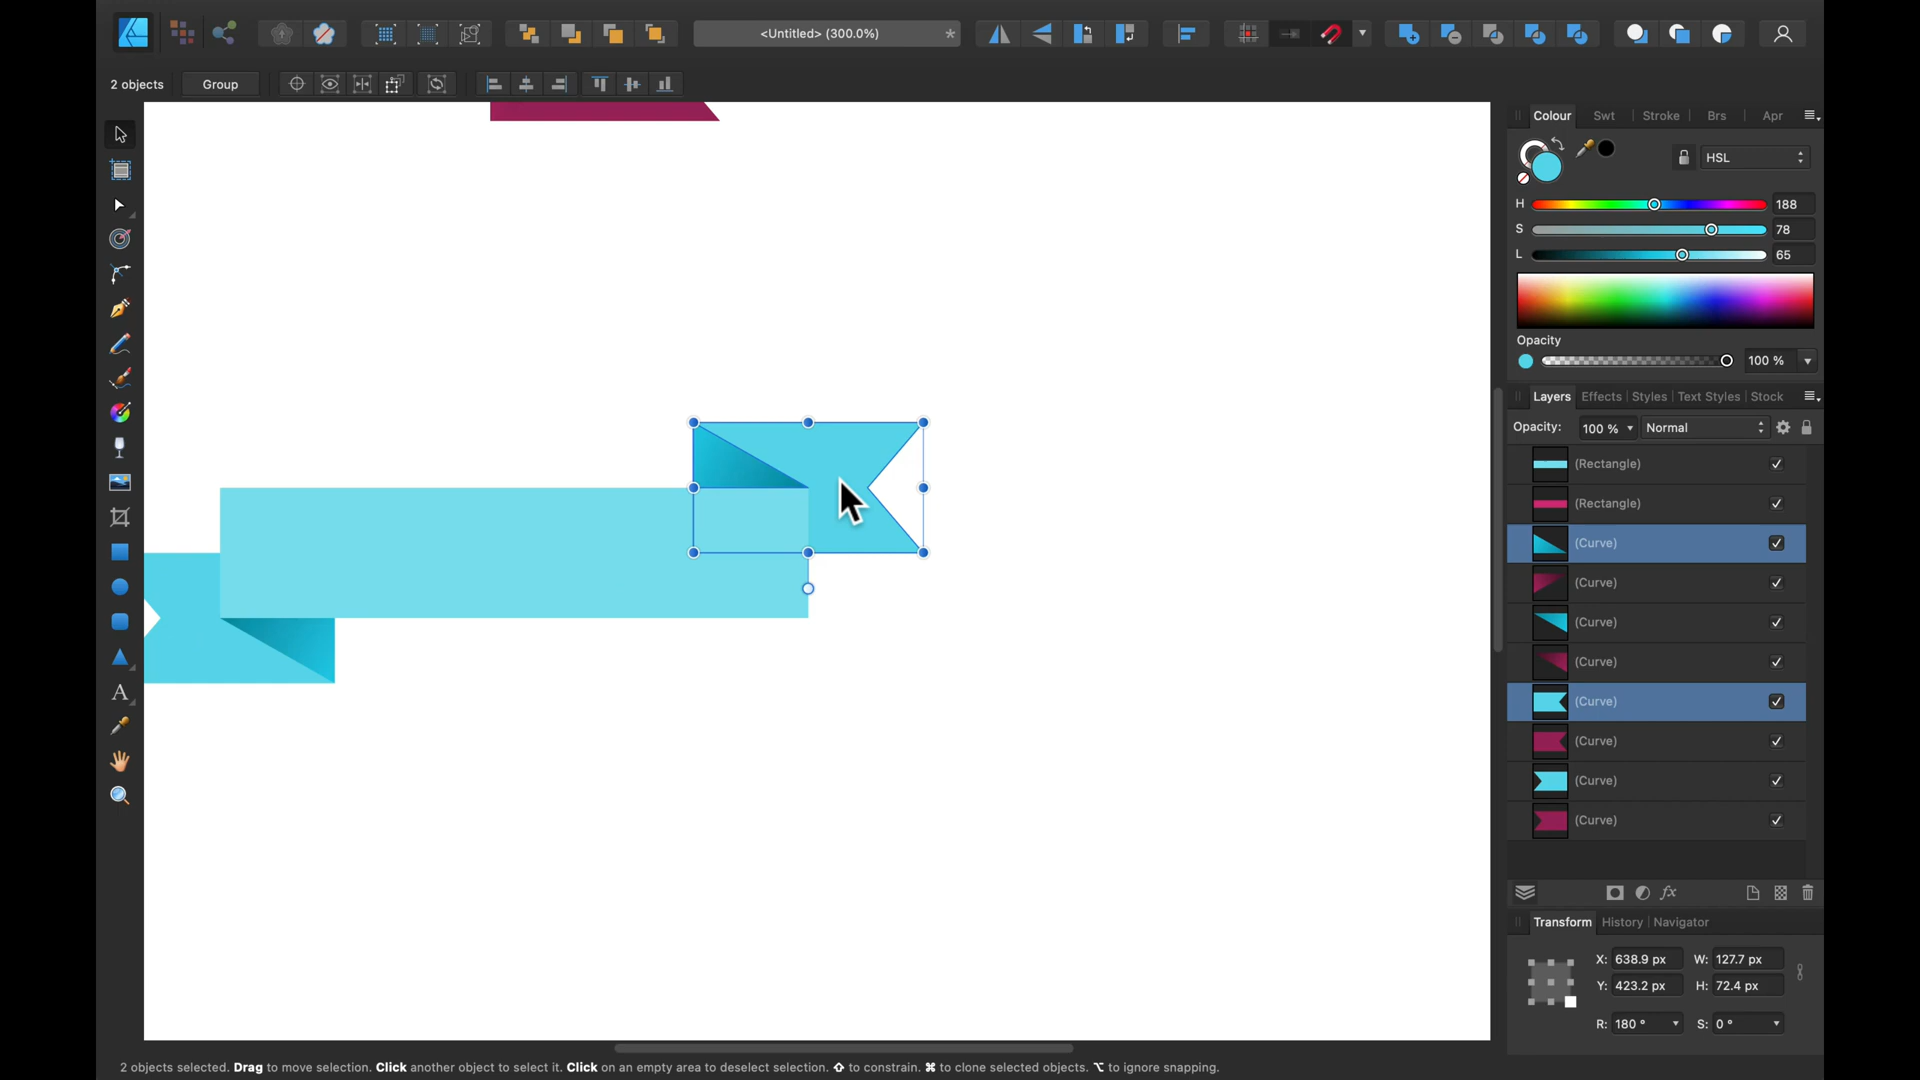 <Untitled> (300.0%)
*
2 objects
Group
Colour
Swt
Stroke
Brs
Apr
HSL
H
188
S
78
L
65
Opacity
100 %
Layers
Effects
Styles
Text Styles
Stock
Opacity:
100 %
Normal
(Rectangle)
(Rectangle)
(Curve)
(Curve)
(Curve)
(Curve)
(Curve)
(Curve)
(Curve)
(Curve)
Transform
History
Navigator
X: 638.9 px W: 127.7 px
Y: 423.2 px H: 72.4 px
R: 180 ° S: 0 °
2 objects selected. Drag to move selection. Click another object to select it. Click on an empty area to deselect selection. ⇧ to constrain. ⌘ to clone selected objects. ⌥ to ignore snapping.